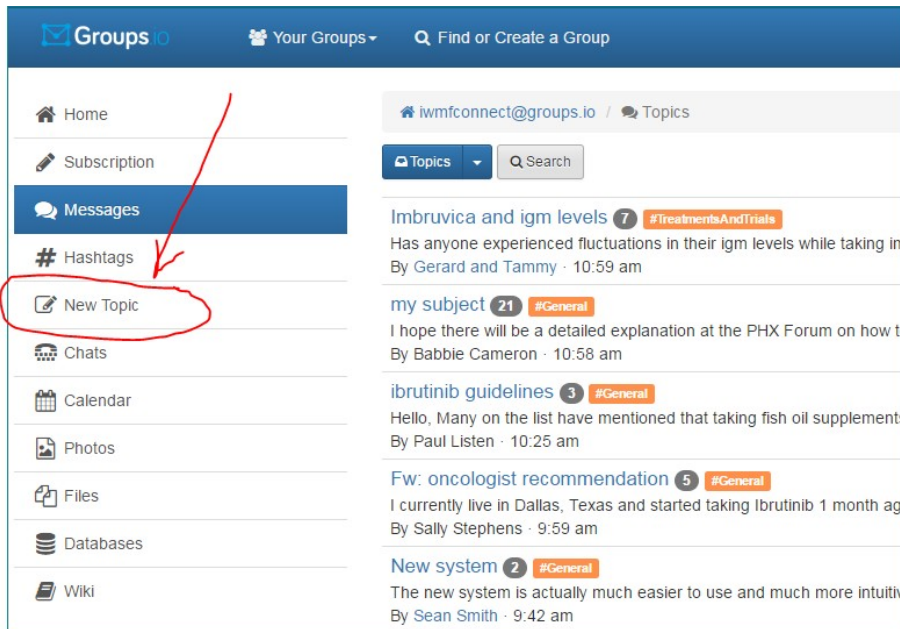 Groups.io
Your Groups
Find or Create a Group
Home
Subscription
Messages
Hashtags
New Topic
Chats
Calendar
Photos
Files
Databases
Wiki
iwmfconnect@groups.io / Topics
Topics
Search
Imbruvica and igm levels 7 #TreatmentsAndTrials
Has anyone experienced fluctuations in their igm levels while taking
By Gerard and Tammy · 10:59 am
my subject 21 #General
I hope there will be a detailed explanation at the PHX Forum on how
By Babbie Cameron · 10:58 am
ibrutinib guidelines 3 #General
Hello, Many on the list have mentioned that taking fish oil supplements
By Paul Listen · 10:25 am
Fw: oncologist recommendation 5 #General
I currently live in Dallas, Texas and started taking Ibrutinib 1 month
By Sally Stephens · 9:59 am
New system 2 #General
The new system is actually much easier to use and much more
By Sean Smith · 9:42 am